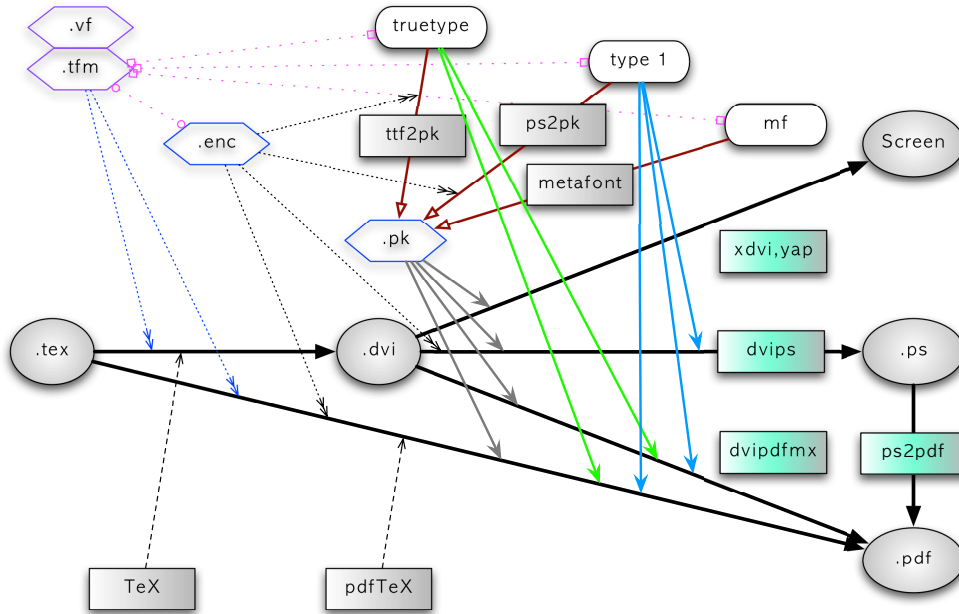 .vf
truetype
.tfm
type 1
ttf2pk
ps2pk
mf
.enc
Screen
metafont
.pk
xdvi,yap
.tex
.dvi
dvips
.ps
dvipdfmx
ps2pdf
.pdf
TeX
pdfTeX